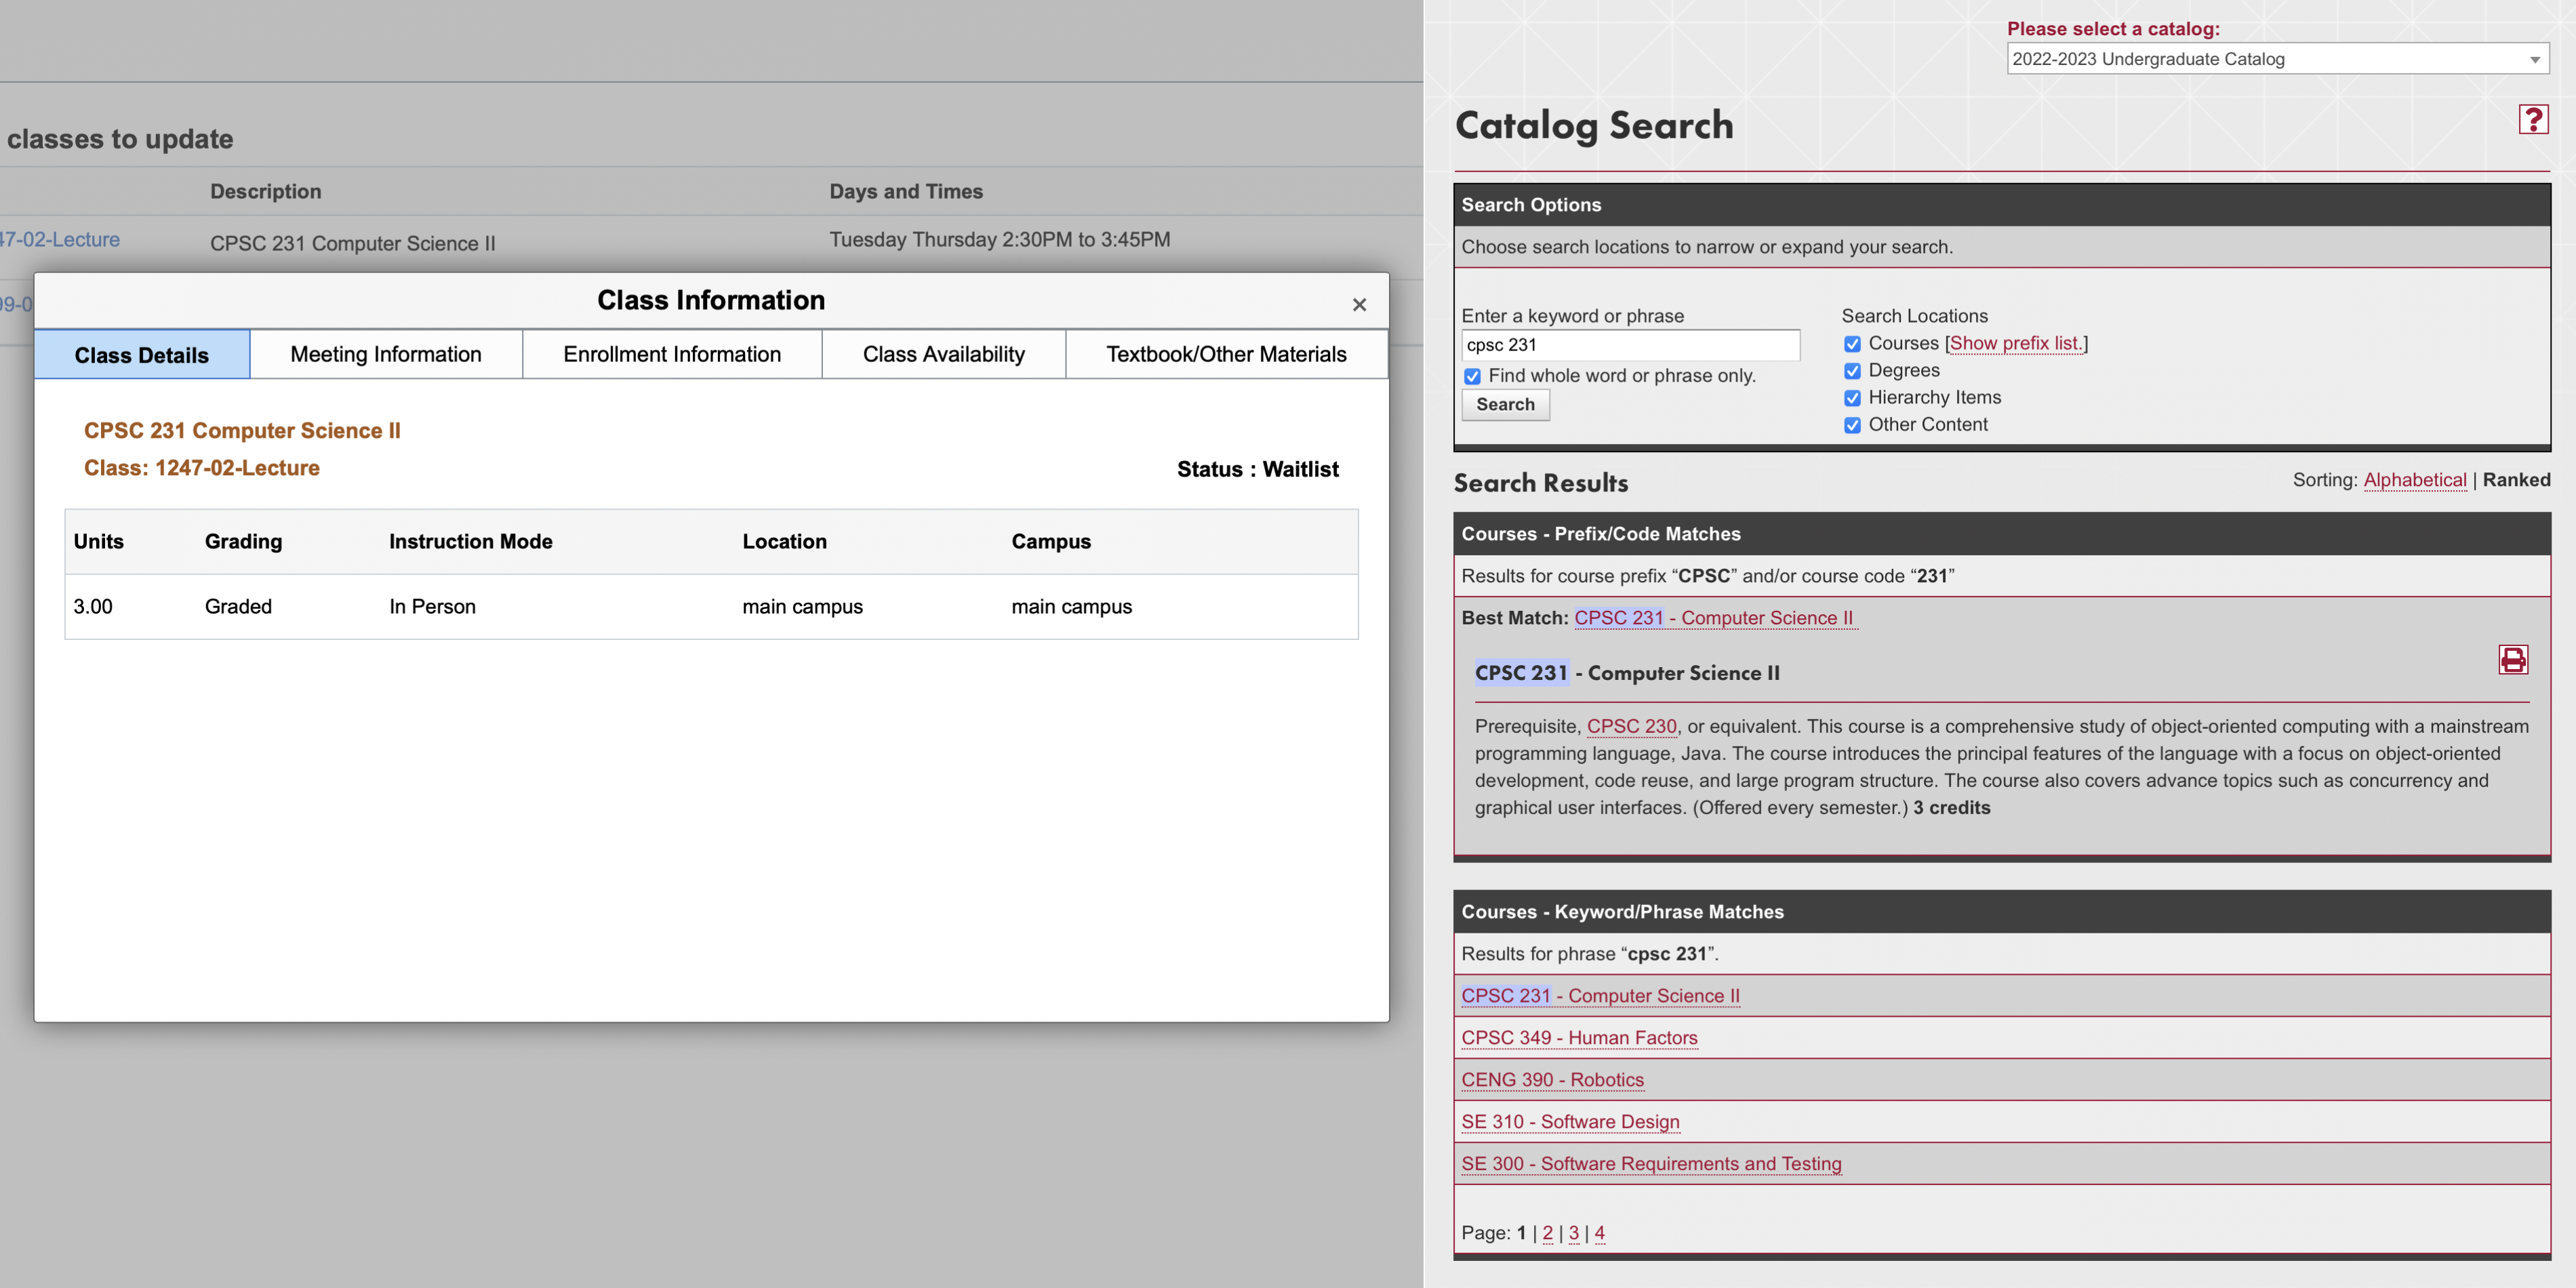 classes to update
Description Days and Times
47-02-Lecture CPSC 231 Computer Science II Tuesday Thursday 2:30PM to 3:45PM
99-0
Class Information ×
Class Details Meeting Information Enrollment Information Class Availability Textbook/Other Materials
CPSC 231 Computer Science II
Class: 1247-02-Lecture Status : Waitlist
Units Grading Instruction Mode Location Campus
3.00 Graded In Person main campus main campus
Please select a catalog:
2022-2023 Undergraduate Catalog
Catalog Search ?
Search Options
Choose search locations to narrow or expand your search.
Enter a keyword or phrase
cpsc 231
Find whole word or phrase only.
Search
Search Locations
Courses [Show prefix list.]
Degrees
Hierarchy Items
Other Content
Search Results Sorting: Alphabetical | Ranked
Courses - Prefix/Code Matches
Results for course prefix “CPSC” and/or course code “231”
Best Match: CPSC 231 - Computer Science II
CPSC 231 - Computer Science II
Prerequisite, CPSC 230, or equivalent. This course is a comprehensive study of object-oriented computing with a mainstream
programming language, Java. The course introduces the principal features of the language with a focus on object-oriented
development, code reuse, and large program structure. The course also covers advance topics such as concurrency and
graphical user interfaces. (Offered every semester.) 3 credits
Courses - Keyword/Phrase Matches
Results for phrase “cpsc 231”.
CPSC 231 - Computer Science II
CPSC 349 - Human Factors
CENG 390 - Robotics
SE 310 - Software Design
SE 300 - Software Requirements and Testing
Page: 1 | 2 | 3 | 4